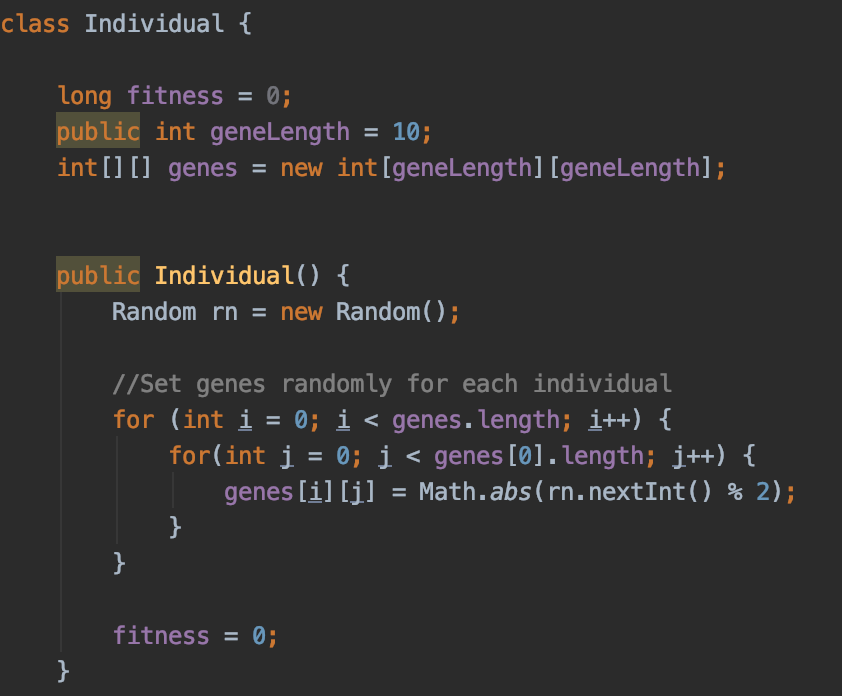 class Individual {
long fitness = 0;
public int geneLength = 10;
int[][] genes = new int[geneLength][geneLength];
public Individual() {
Random rn = new Random();
//Set genes randomly for each individual
for (int i = 0; i < genes.length; i++) {
for(int j = 0; j < genes[0].length; j++) {
genes[i][j] = Math.abs(rn.nextInt() % 2);
}
}
fitness = 0;
}